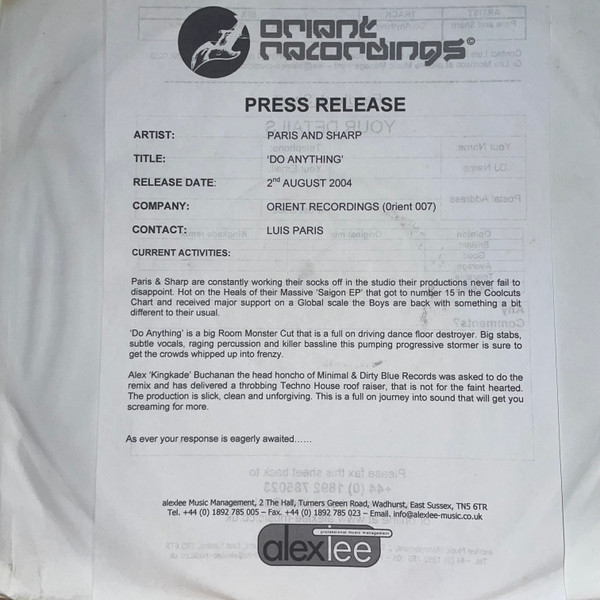 orient
recordings©
PRESS RELEASE
ARTIST: PARIS AND SHARP
TITLE: 'DO ANYTHING'
RELEASE DATE: 2nd AUGUST 2004
COMPANY: ORIENT RECORDINGS (0rient 007)
CONTACT: LUIS PARIS
CURRENT ACTIVITIES:
Paris & Sharp are constantly working their socks off in the studio their productions never fail to
disappoint. Hot on the Heals of their Massive 'Saigon EP' that got to number 15 in the Coolcuts
Chart and received major support on a Global scale the Boys are back with something a bit
different to their usual.
'Do Anything' is a big Room Monster Cut that is a full on driving dance floor destroyer. Big stabs,
subtle vocals, raging percussion and killer bassline this pumping progressive stormer is sure to
get the crowds whipped up into frenzy.
Alex 'Kingkade' Buchanan the head honcho of Minimal & Dirty Blue Records was asked to do the
remix and has delivered a throbbing Techno House roof raiser, that is not for the faint hearted.
The production is slick, clean and unforgiving. This is a full on journey into sound that will get you
screaming for more.
As ever your response is eagerly awaited……
alexlee Music Management, 2 The Hall, Turners Green Road, Wadhurst, East Sussex, TN5 6TR
Tel. +44 (0) 1892 785 005 – Fax. +44 (0) 1892 785 023 – Email. info@alexlee-music.co.uk
professional music management
alexlee